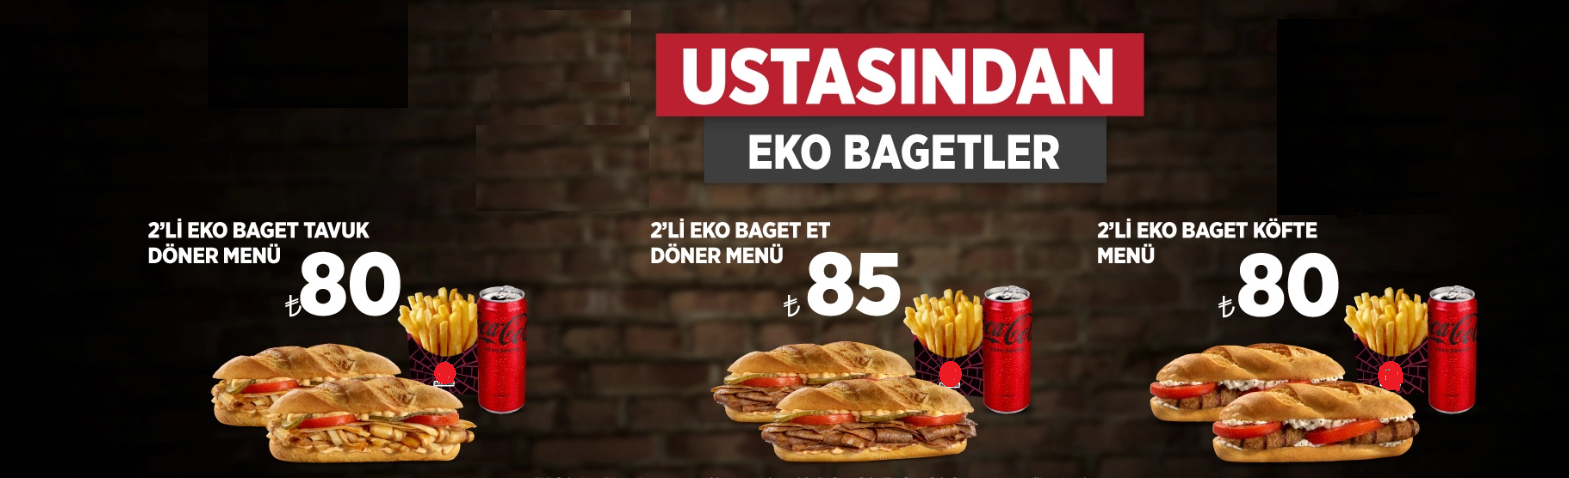 USTASINDAN
EKO BAGETLER
2'Lİ EKO BAGET TAVUK
DÖNER MENÜ
₺80
2'Lİ EKO BAGET ET
DÖNER MENÜ
₺85
2'Lİ EKO BAGET KÖFTE
MENÜ
₺80